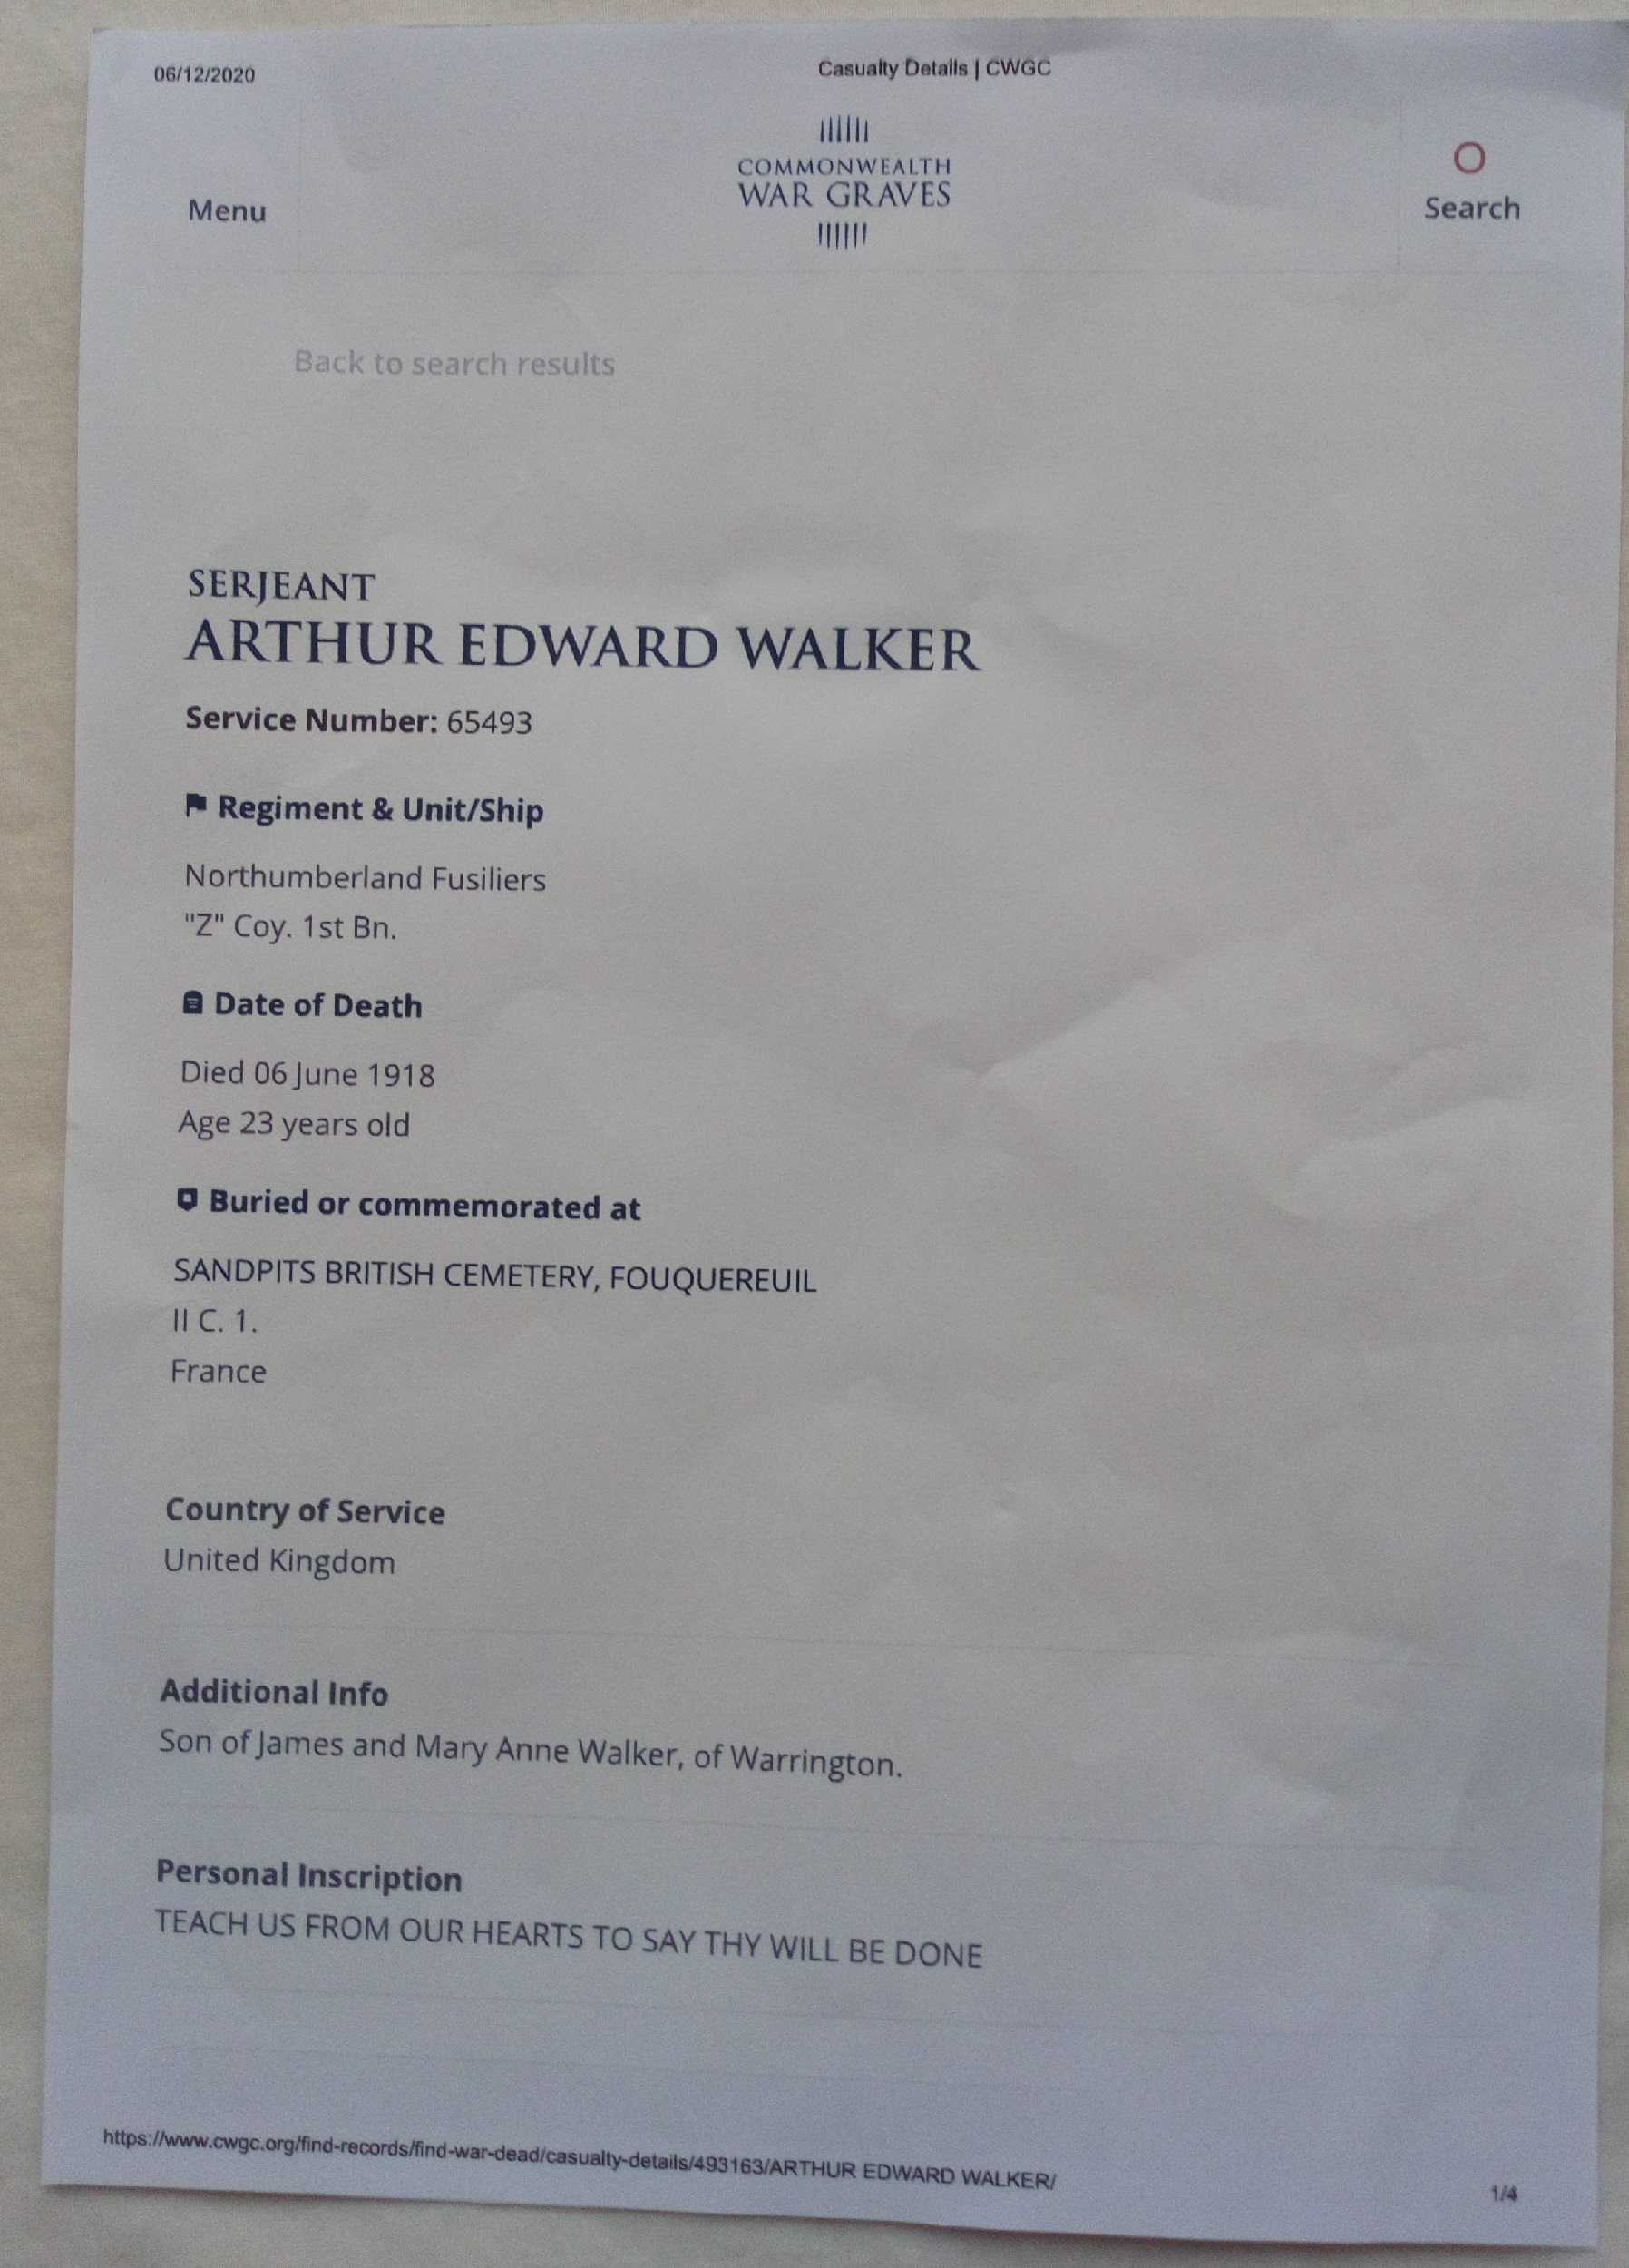 06/12/2020
Casualty Details | CWGC
COMMONWEALTH
WAR GRAVES
Menu
Search
Back to search results
SERJEANT
ARTHUR EDWARD WALKER
Service Number: 65493
Regiment & Unit/Ship
Northumberland Fusiliers
"Z" Coy. 1st Bn.
Date of Death
Died 06 June 1918
Age 23 years old
Buried or commemorated at
SANDPITS BRITISH CEMETERY, FOUQUEREUIL
II C. 1.
France
Country of Service
United Kingdom
Additional Info
Son of James and Mary Anne Walker, of Warrington.
Personal Inscription
TEACH US FROM OUR HEARTS TO SAY THY WILL BE DONE
https://www.cwgc.org/find-records/find-war-dead/casualty-details/493163/ARTHUR EDWARD WALKER/
1/4